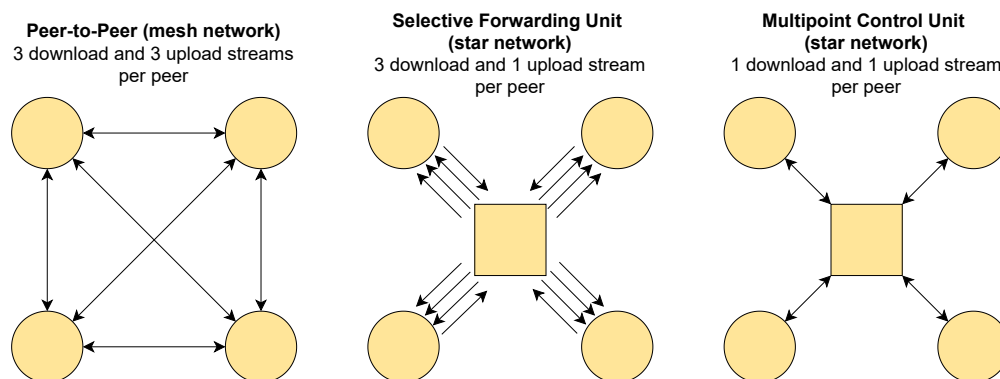 Peer-to-Peer (mesh network)
3 download and 3 upload streams
per peer
Selective Forwarding Unit
(star network)
3 download and 1 upload stream
per peer
Multipoint Control Unit
(star network)
1 download and 1 upload stream
per peer